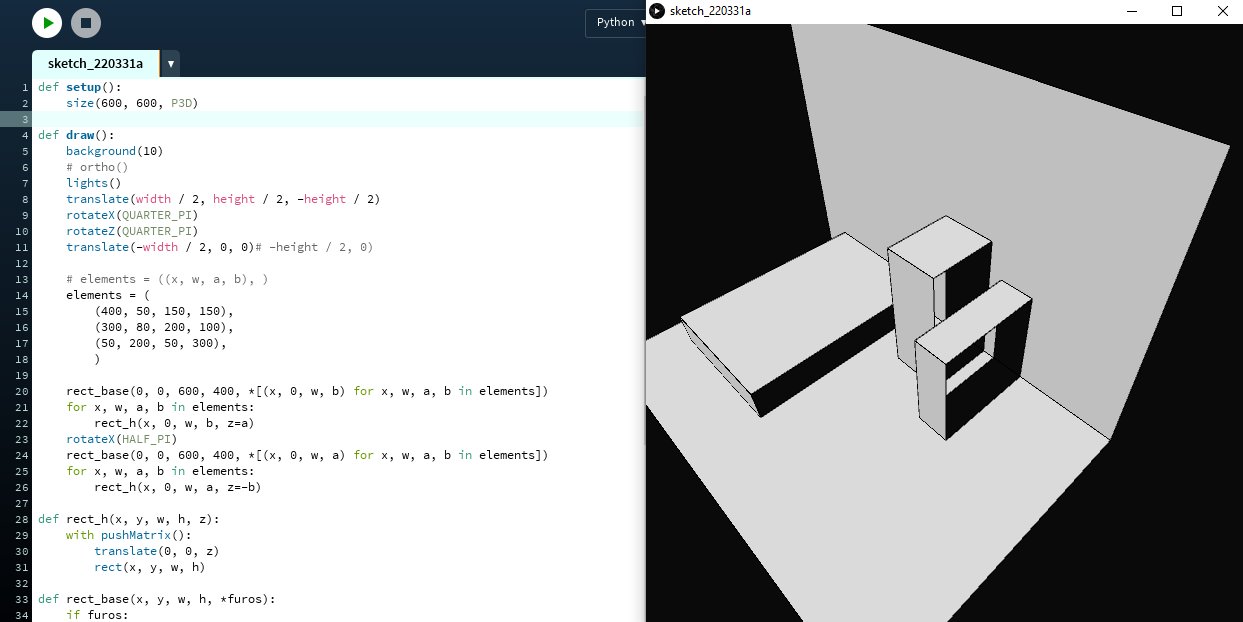 Python ▾
sketch_220331a
sketch_220331a ▾
1 def setup():
2     size(600, 600, P3D)
3
4 def draw():
5     background(10)
6     # ortho()
7     lights()
8     translate(width / 2, height / 2, -height / 2)
9     rotateX(QUARTER_PI)
10     rotateZ(QUARTER_PI)
11     translate(-width / 2, 0, 0)# -height / 2, 0)
12
13     # elements = ((x, w, a, b), )
14     elements = (
15         (400, 50, 150, 150),
16         (300, 80, 200, 100),
17         (50, 200, 50, 300),
18         )
19
20     rect_base(0, 0, 600, 400, *[(x, 0, w, b) for x, w, a, b in elements])
21     for x, w, a, b in elements:
22         rect_h(x, 0, w, b, z=a)
23     rotateX(HALF_PI)
24     rect_base(0, 0, 600, 400, *[(x, 0, w, a) for x, w, a, b in elements])
25     for x, w, a, b in elements:
26         rect_h(x, 0, w, a, z=-b)
27
28 def rect_h(x, y, w, h, z):
29     with pushMatrix():
30         translate(0, 0, z)
31         rect(x, y, w, h)
32
33 def rect_base(x, y, w, h, *furos):
34     if furos: